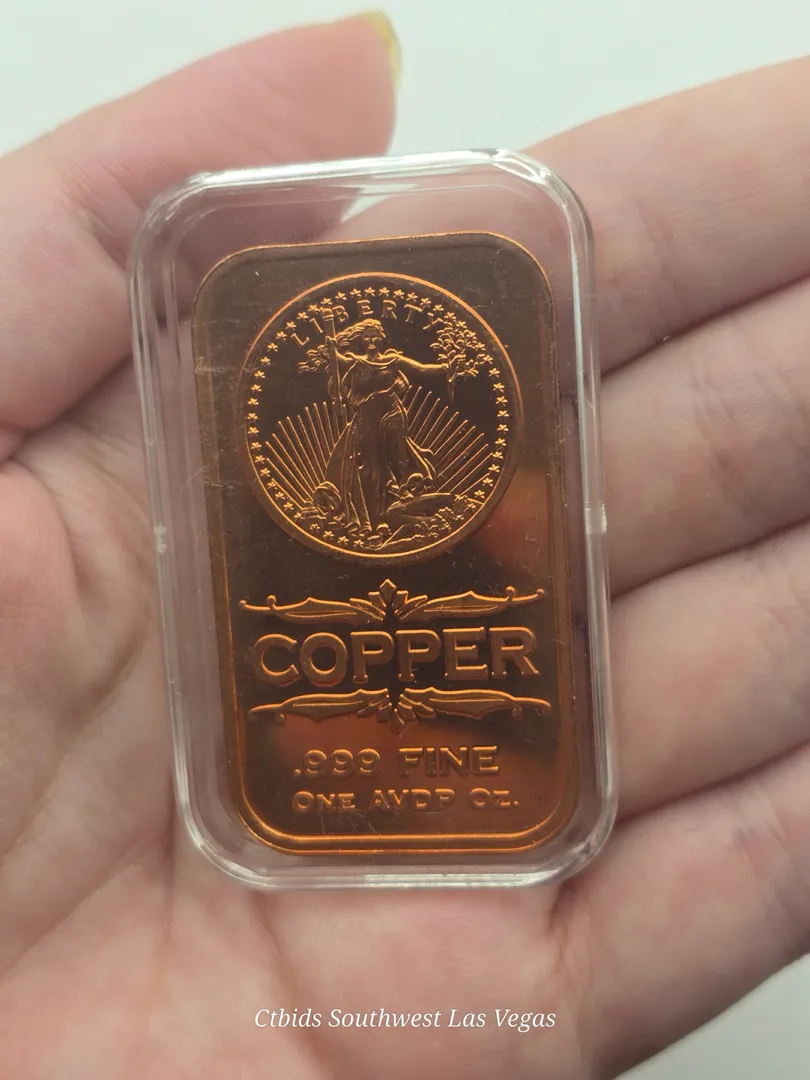 LIBERTY
COPPER
.999 FINE
ONE AVDP OZ.
Ctbids Southwest Las Vegas